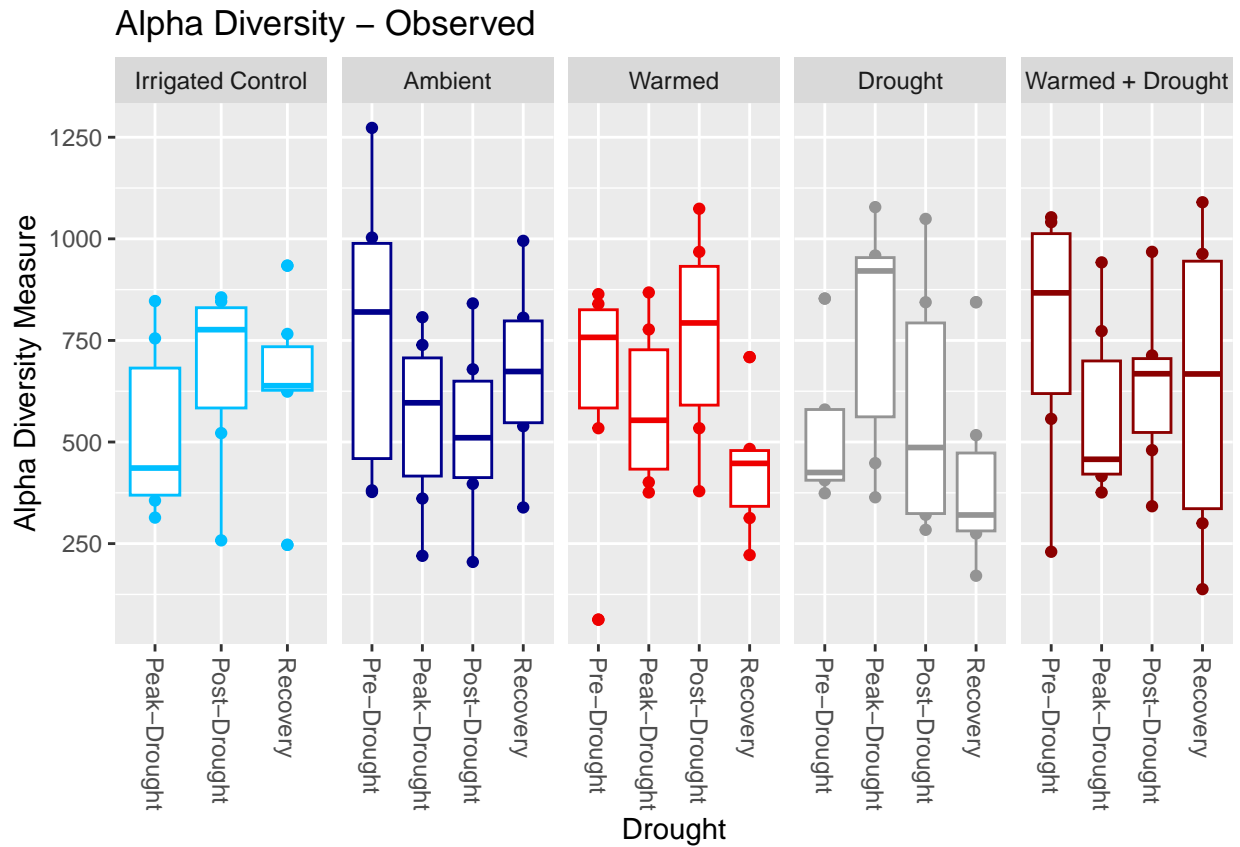 Alpha Diversity − Observed
Irrigated Control
Ambient
Warmed
Drought
Warmed + Drought
Alpha Diversity Measure
1250
1000
750
500
250
Peak−Drought
Post−Drought
Recovery
Pre−Drought
Peak−Drought
Post−Drought
Recovery
Pre−Drought
Peak−Drought
Post−Drought
Recovery
Pre−Drought
Peak−Drought
Post−Drought
Recovery
Pre−Drought
Peak−Drought
Post−Drought
Recovery
Drought